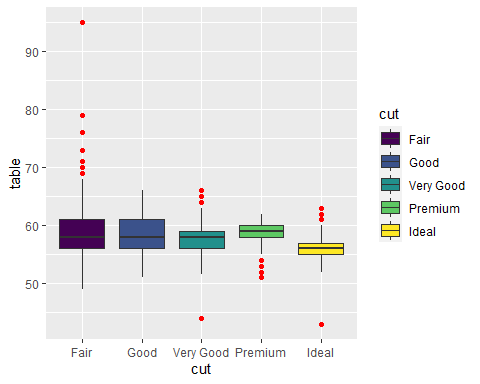 90
80
70
60
50
table
Fair Good Very Good Premium Ideal
cut
cut
Fair
Good
Very Good
Premium
Ideal